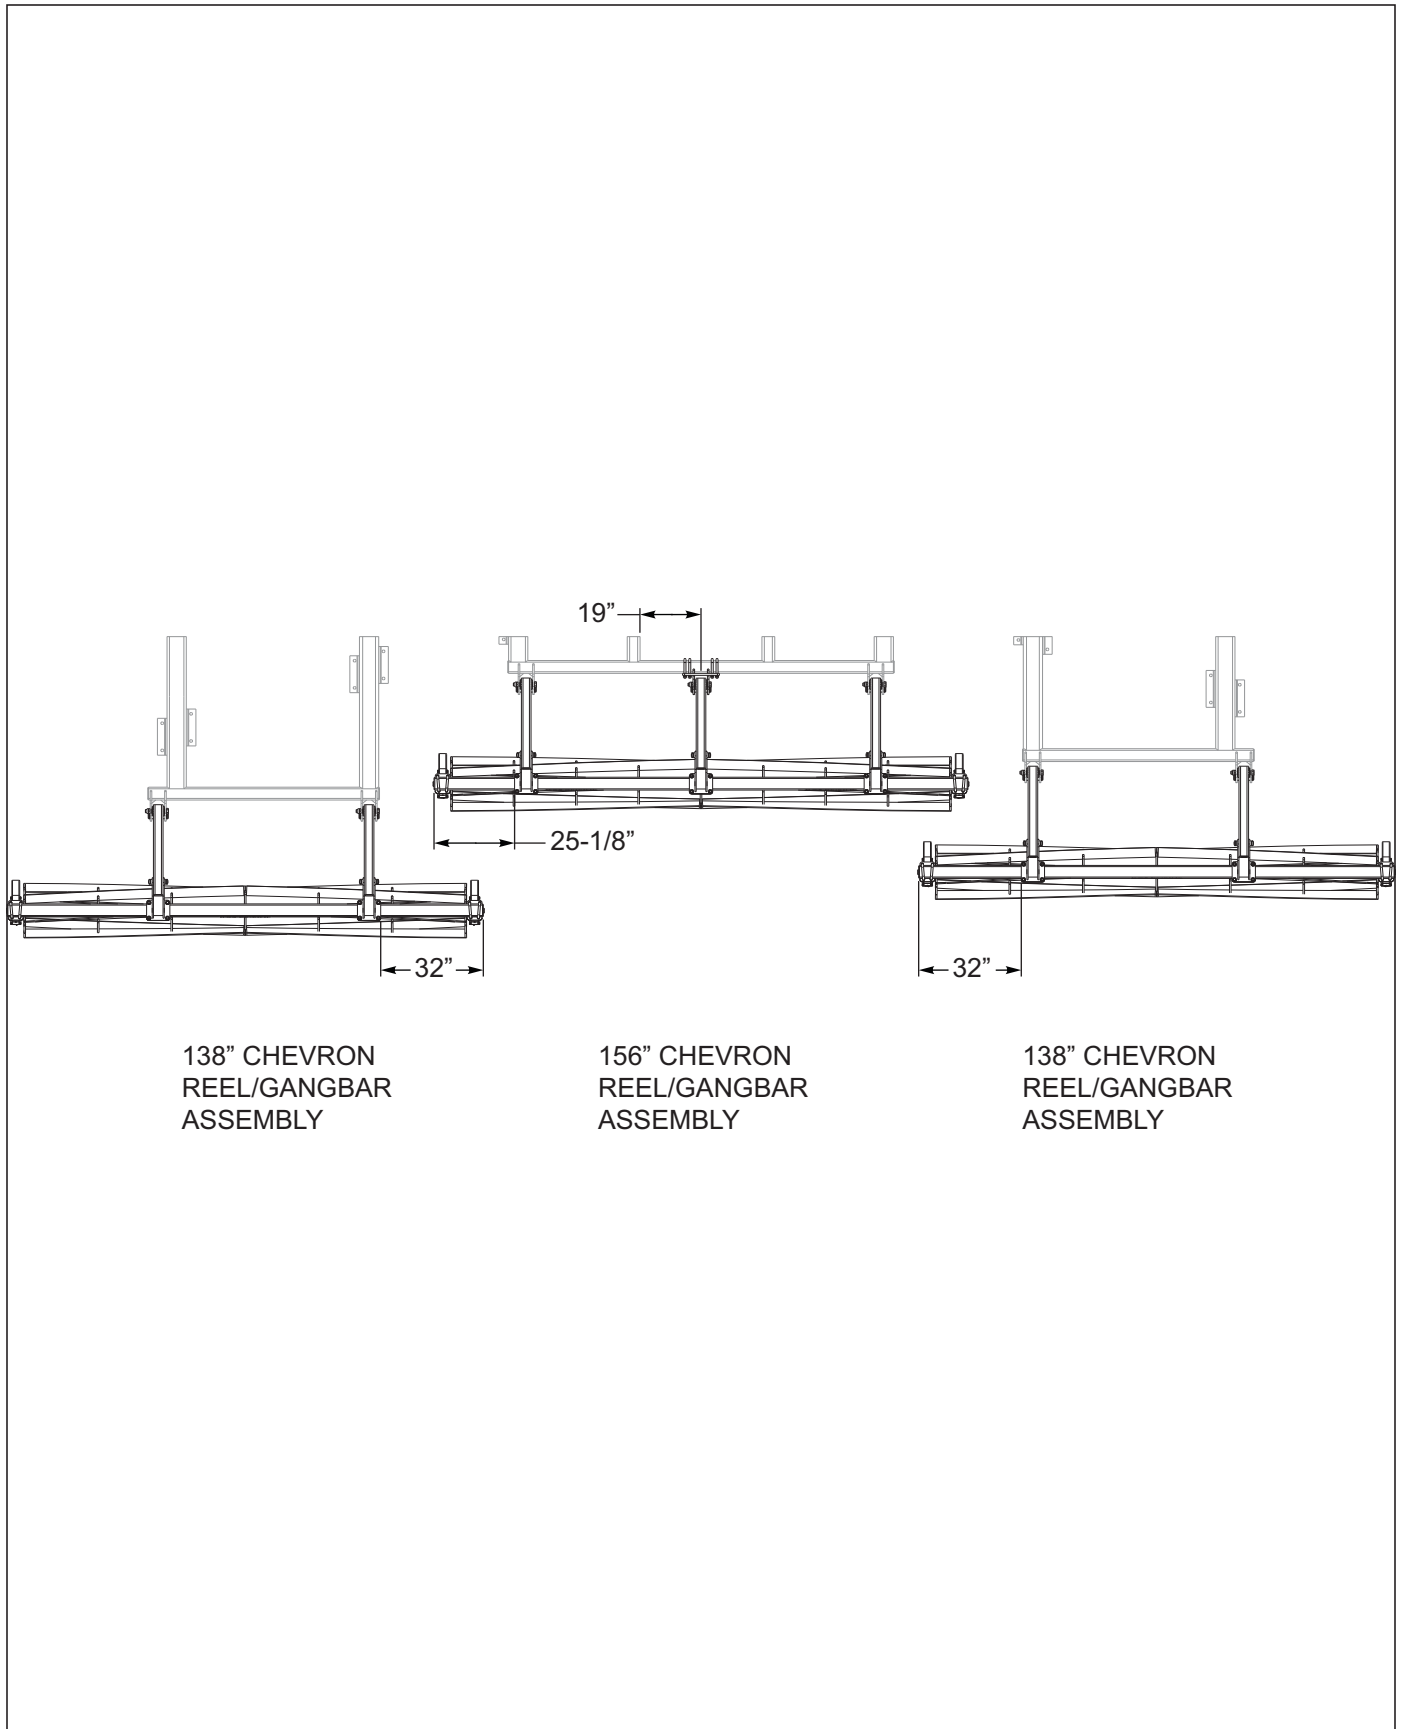 19”
25-1/8”
32”
32”
138” CHEVRON
REEL/GANGBAR
ASSEMBLY
156” CHEVRON
REEL/GANGBAR
ASSEMBLY
138” CHEVRON
REEL/GANGBAR
ASSEMBLY